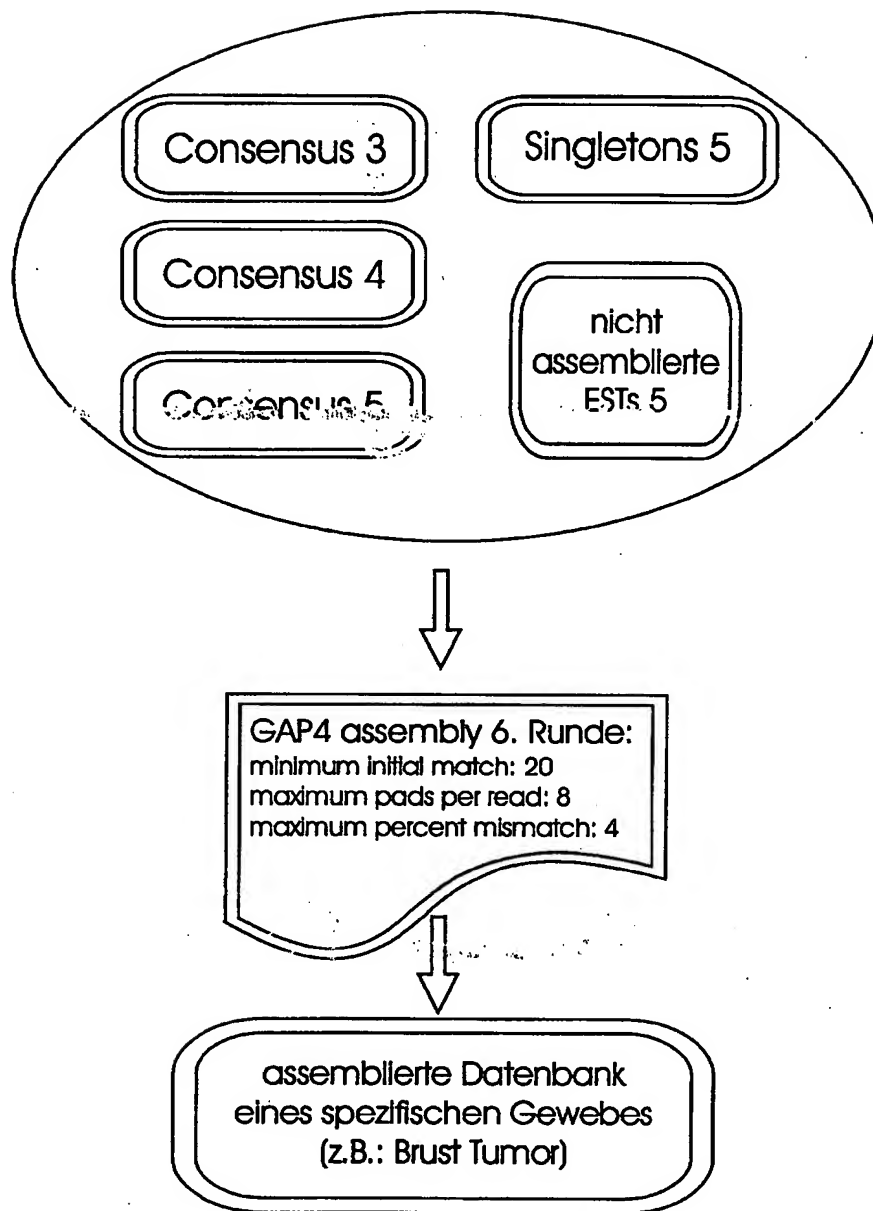 Consensus 3
Singletons 5
Consensus 4
Consensus 5
nicht
assemblierte
ESTs 5
GAP4 assembly 6. Runde:
minimum initial match: 20
maximum pads per read: 8
maximum percent mismatch: 4
assemblierte Datenbank
eines spezifischen Gewebes
(z.B.: Brust Tumor)